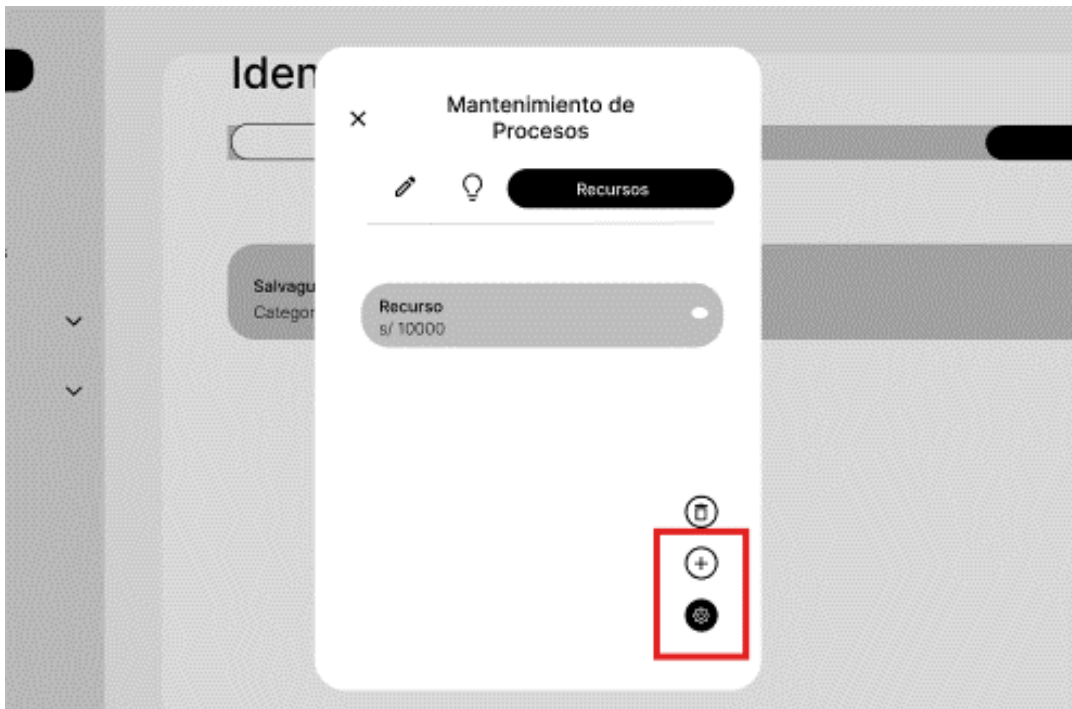 Iden
Mantenimiento de
Procesos
Recursos
Salvagu
Categor
Recurso
s/ 10000